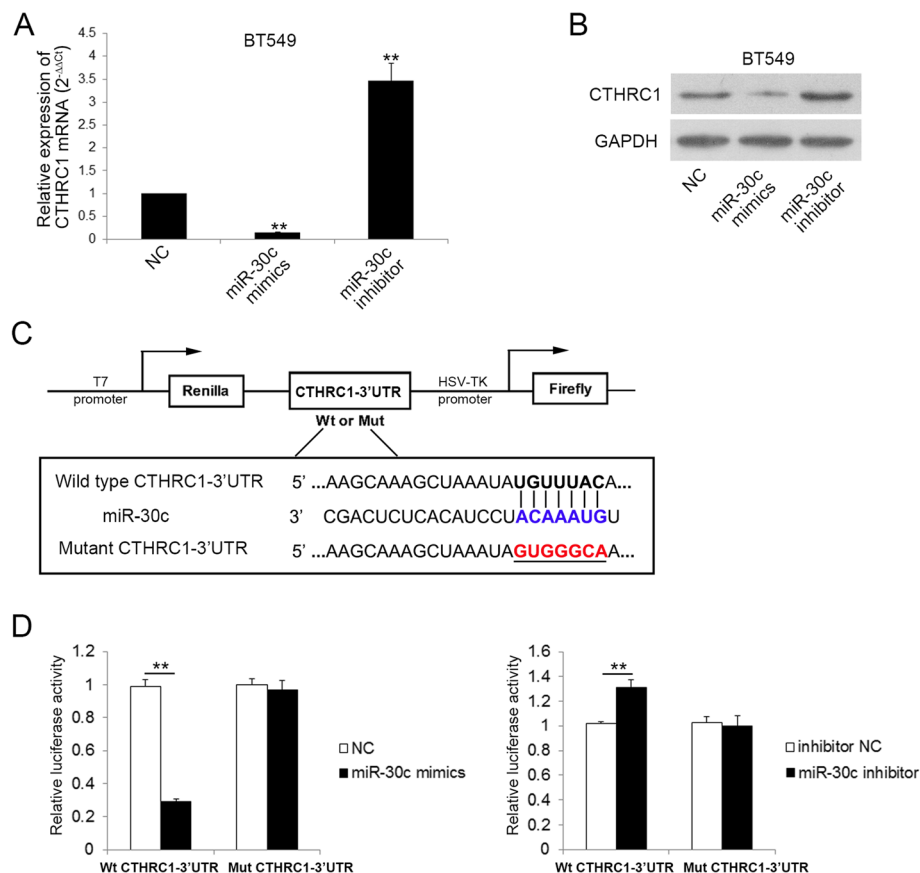 A
BT549
Relative expression of
CTHRC1 mRNA (2-ΔΔCt)
4.5
4
3.5
3
2.5
2
1.5
1
0.5
0
**
**
NC
miR-30c
mimics
miR-30c
inhibitor
B
BT549
CTHRC1
GAPDH
NC
miR-30c
mimics
miR-30c
inhibitor
C
T7
promoter
Renilla
CTHRC1-3'UTR
HSV-TK
promoter
Firefly
Wt or Mut
Wild type CTHRC1-3'UTR 5' ...AAGCAAAGCUAAAUAUGUUUACA...
miR-30c 3' CGACUCUCACAUCCUACAAAUGU
Mutant CTHRC1-3'UTR 5' ...AAGCAAAGCUAAAUAGUGGGCAA...
D
Relative luciferase activity
1.2
1
0.8
0.6
0.4
0.2
0
**
Wt CTHRC1-3'UTR Mut CTHRC1-3'UTR
NC
miR-30c mimics
Relative luciferase activity
1.6
1.4
1.2
1
0.8
0.6
0.4
0.2
0
**
Wt CTHRC1-3'UTR Mut CTHRC1-3'UTR
inhibitor NC
miR-30c inhibitor